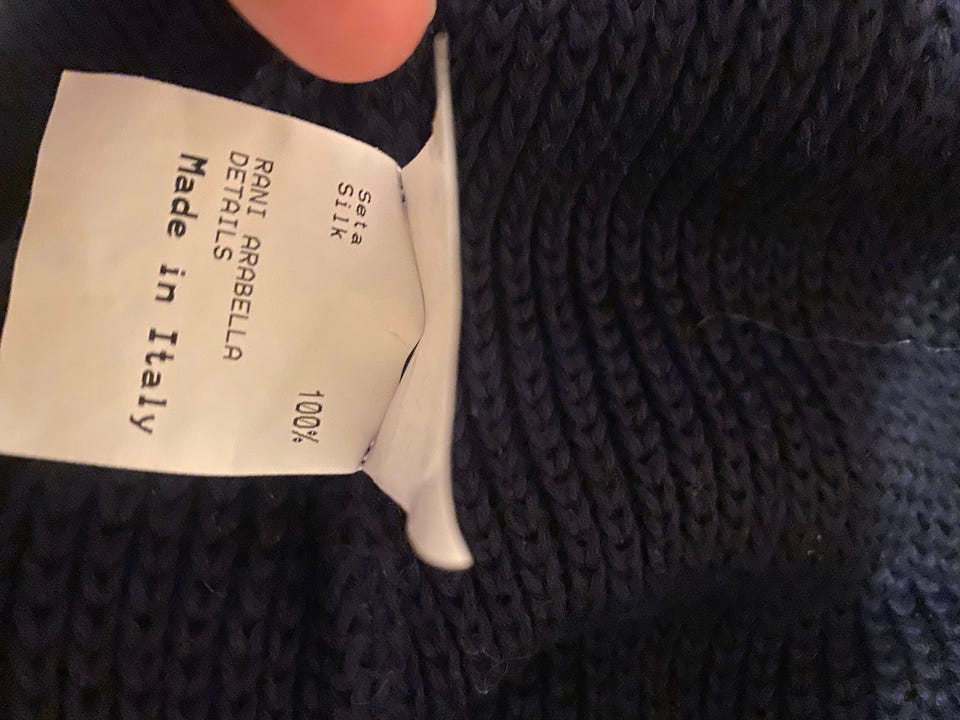 Seta
Silk 100%
RANI ARABELLA
DETAILS
Made in Italy